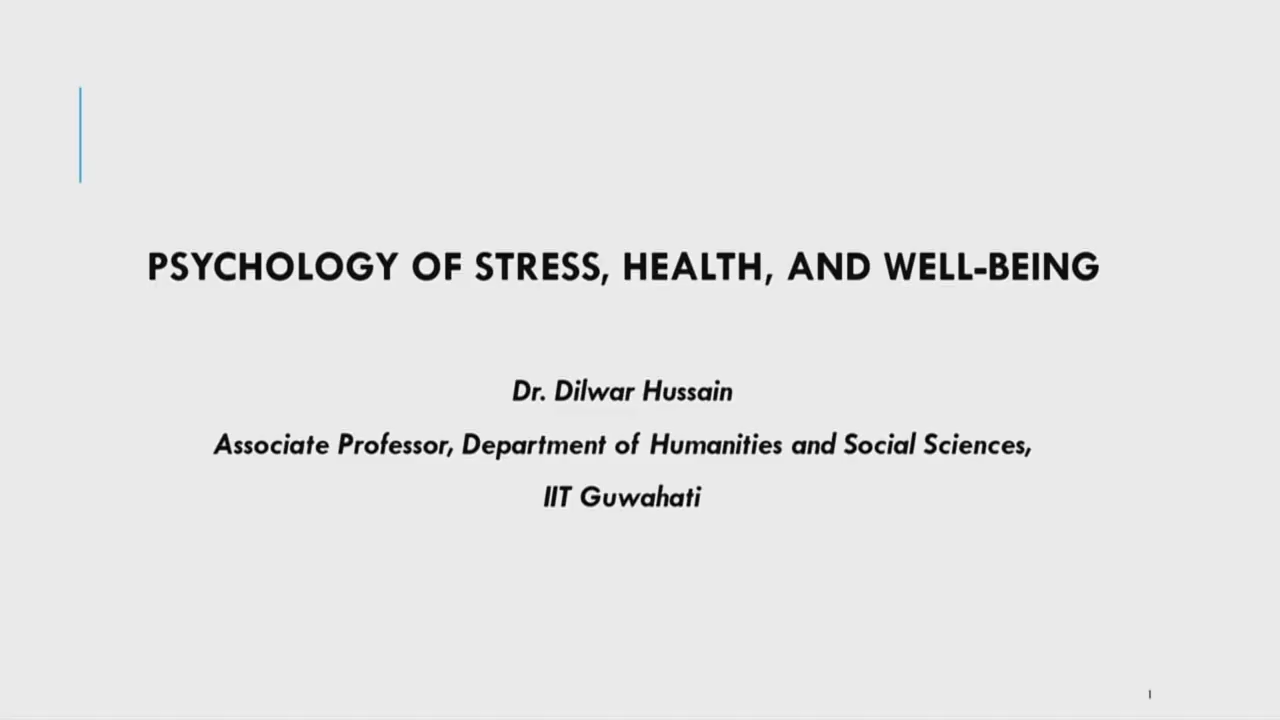 PSYCHOLOGY OF STRESS, HEALTH, AND WELL-BEING
Dr. Dilwar Hussain
Associate Professor, Department of Humanities and Social Sciences,
IIT Guwahati
1